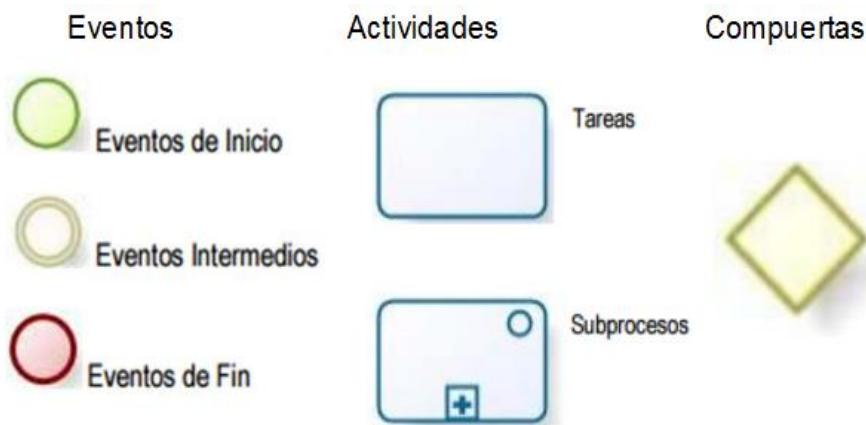 Eventos
Actividades
Compuertas
Eventos de Inicio
Eventos Intermedios
Eventos de Fin
Tareas
Subprocesos